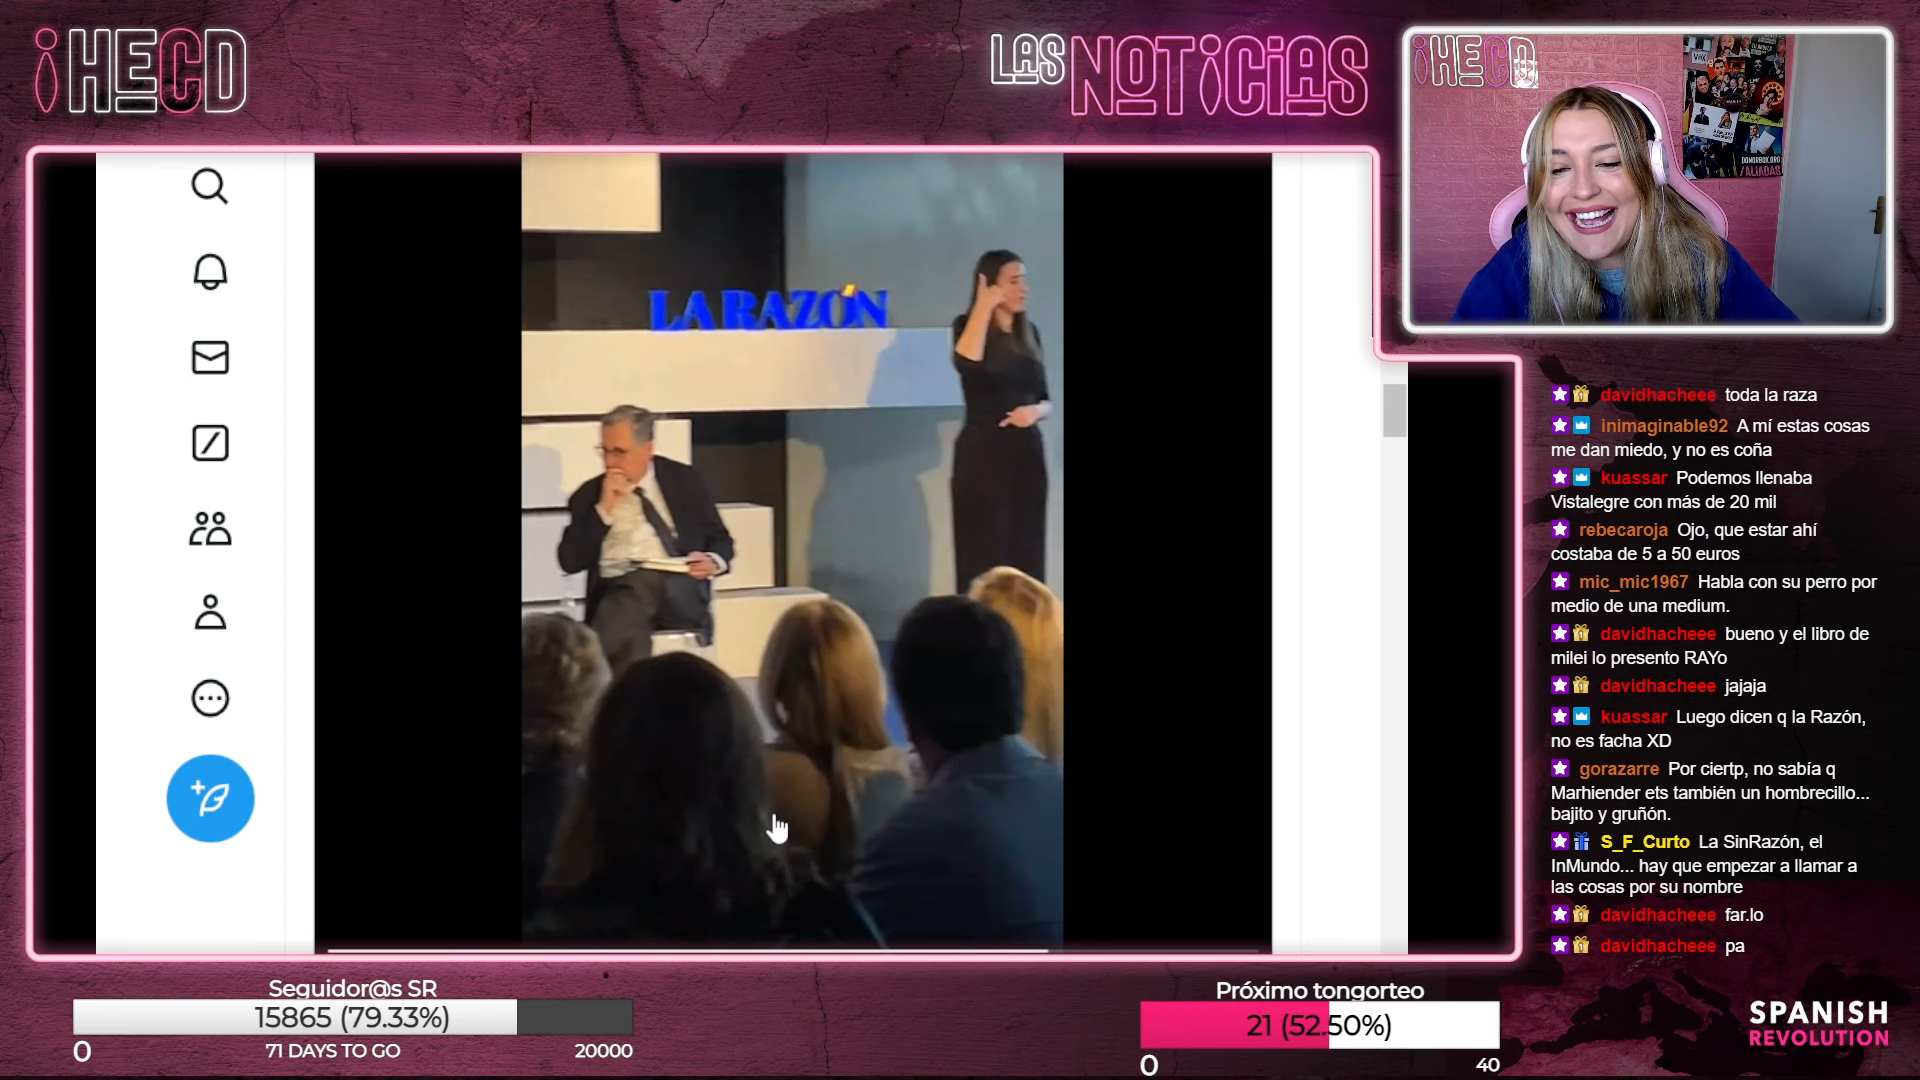 ¡HECD
LAS NOTICIAS
¡HECD
DONORBOX.ORG
/ALIADAS
LA RAZÓN
davidhacheee toda la raza
inimaginable92 A mí estas cosas
me dan miedo, y no es coña
kuassar Podemos llenaba
Vistalegre con más de 20 mil
rebecaroja Ojo, que estar ahí
costaba de 5 a 50 euros
mic_mic1967 Habla con su perro por
medio de una medium.
davidhacheee bueno y el libro de
milei lo presento RAYo
davidhacheee jajaja
kuassar Luego dicen q la Razón,
no es facha XD
gorazarre Por ciertp, no sabía q
Marhiender ets también un hombrecillo...
bajito y gruñón.
S_F_Curto La SinRazón, el
InMundo... hay que empezar a llamar a
las cosas por su nombre
davidhacheee far.lo
davidhacheee pa
Seguidor@s SR
15865 (79.33%)
0 71 DAYS TO GO 20000
Próximo tongorteo
21 (52.50%)
0 40
SPANISH
REVOLUTION